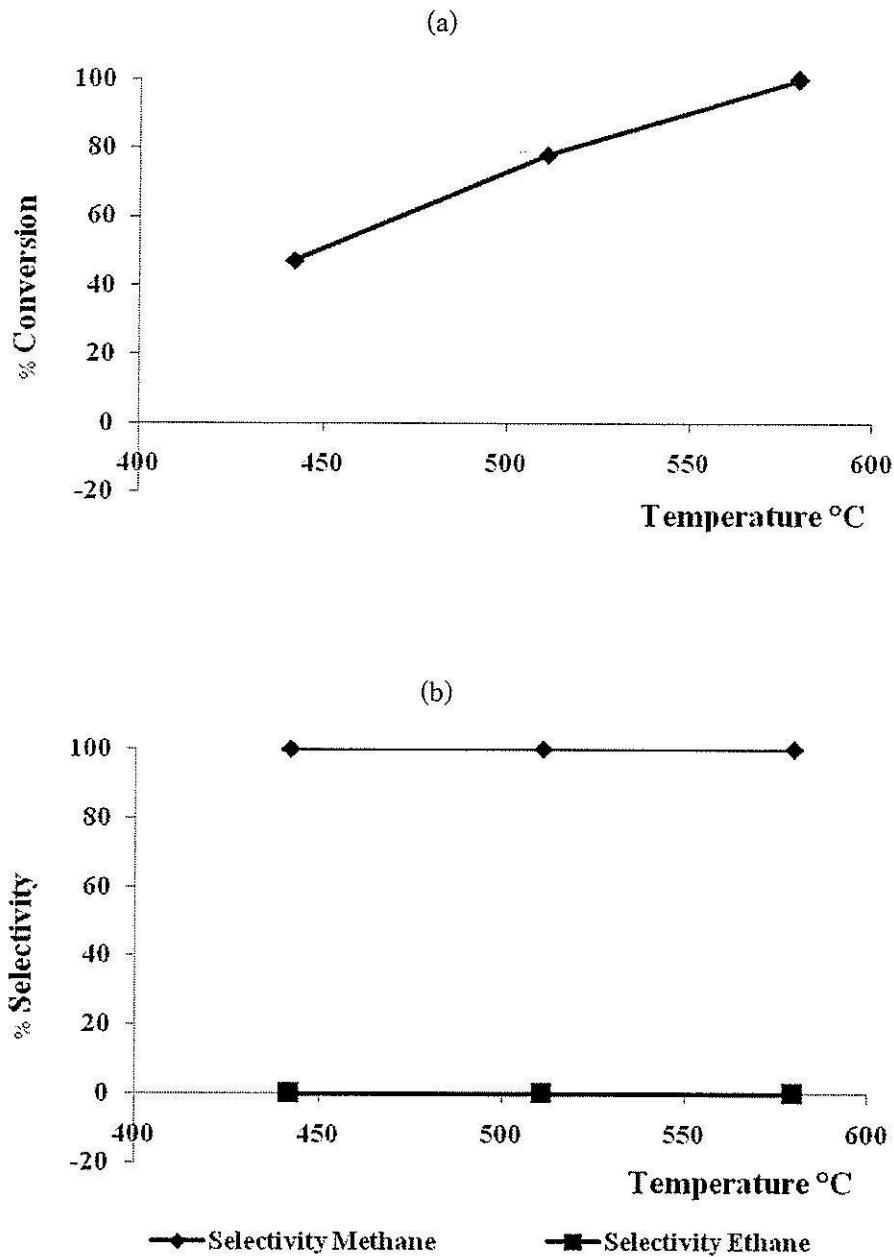 (a)
100
80
60
40
20
0
-20
% Conversion
400 450 500 550 600
Temperature °C
(b)
100
80
60
40
20
0
-20
% Selectivity
400 450 500 550 600
Temperature °C
Selectivity Methane Selectivity Ethane